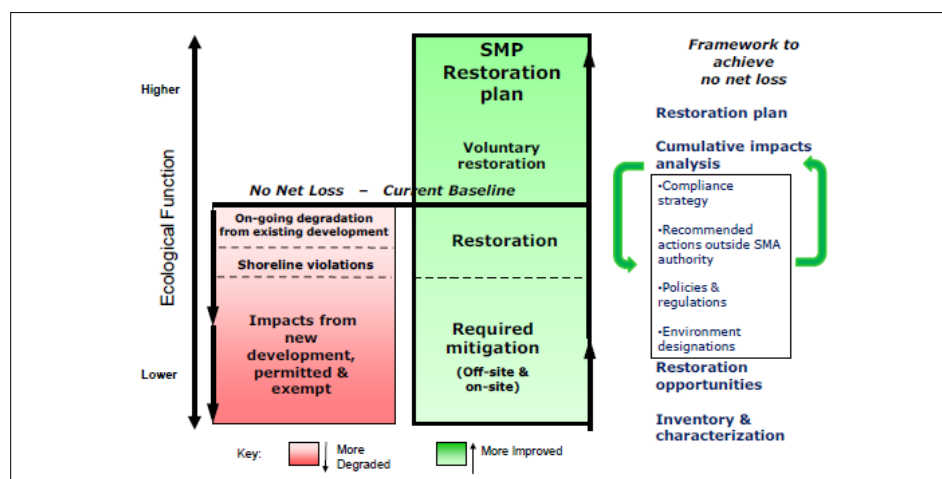 SMP
Restoration
plan
Voluntary
restoration
Higher
Ecological Function
Lower
No Net Loss – Current Baseline
On-going degradation
from existing development
Shoreline violations
Impacts from
new
development,
permitted &
exempt
Restoration
Required
mitigation
(Off-site &
on-site)
Key:
More
Degraded
More Improved
Framework to
achieve
no net loss
Restoration plan
Cumulative impacts
analysis
•Compliance
strategy
•Recommended
actions outside SMA
authority
•Policies &
regulations
•Environment
designations
Restoration
opportunities
Inventory &
characterization